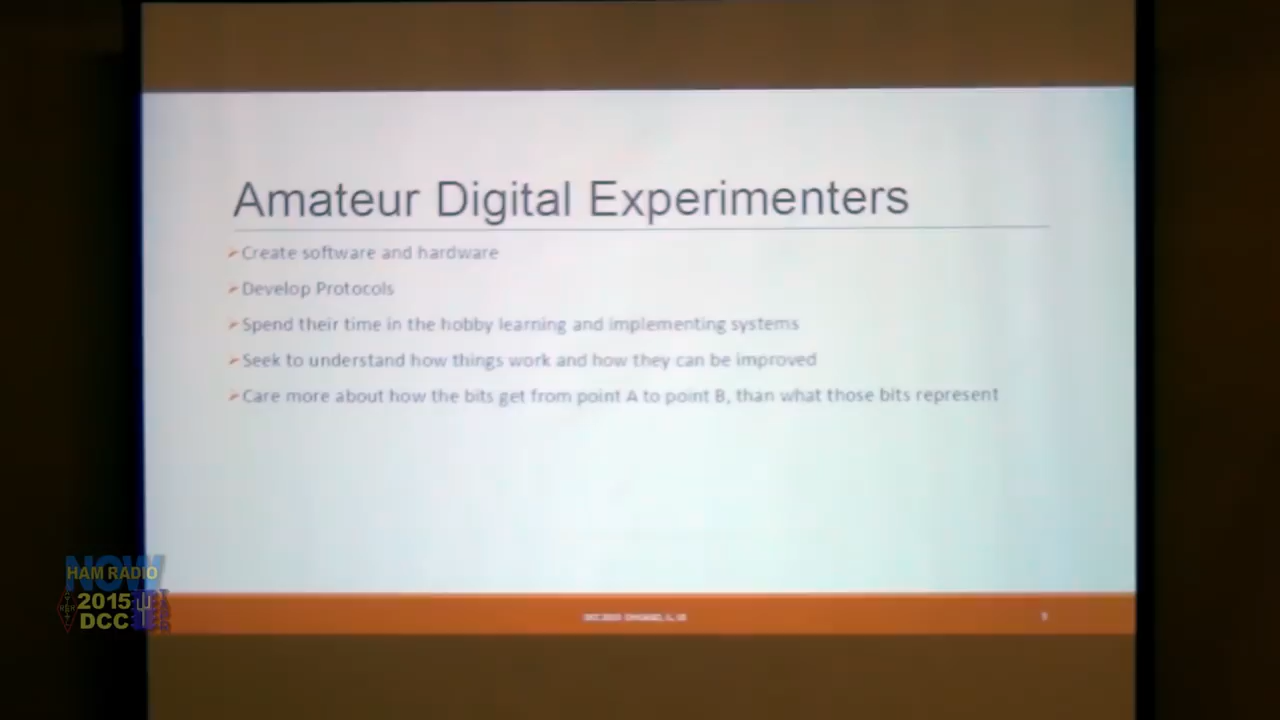 Amateur Digital Experimenters
Create software and hardware
Develop Protocols
Spend their time in the hobby learning and implementing systems
Seek to understand how things work and how they can be improved
Care more about how the bits get from point A to point B, than what those bits represent
NOW
HAM RADIO
2015
DCC